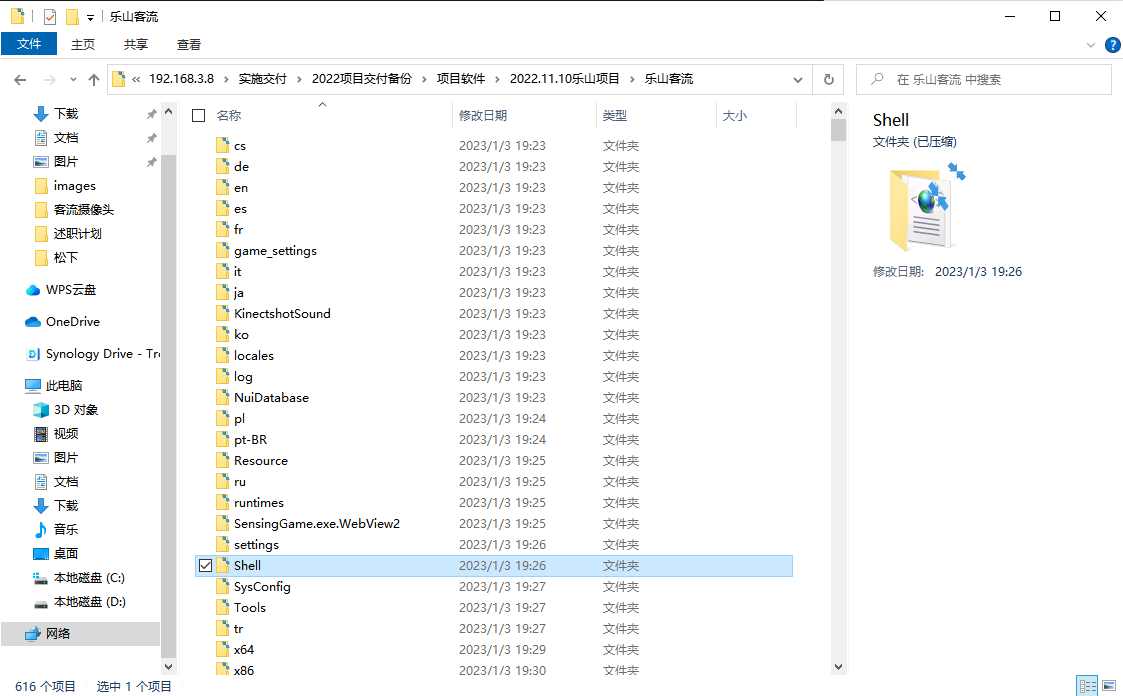 乐山客流
文件 主页 共享 查看
« 192.168.3.8 › 实施交付 › 2022项目交付备份 › 项目软件 › 2022.11.10乐山项目 › 乐山客流
在 乐山客流 中搜索
下载
文档
图片
images
客流摄像头
述职计划
松下
WPS云盘
OneDrive
Synology Drive - Tre
此电脑
3D 对象
视频
图片
文档
下载
音乐
桌面
本地磁盘 (C:)
本地磁盘 (D:)
网络
名称 修改日期 类型 大小
cs 2023/1/3 19:23 文件夹
de 2023/1/3 19:23 文件夹
en 2023/1/3 19:23 文件夹
es 2023/1/3 19:23 文件夹
fr 2023/1/3 19:23 文件夹
game_settings 2023/1/3 19:23 文件夹
it 2023/1/3 19:23 文件夹
ja 2023/1/3 19:23 文件夹
KinectshotSound 2023/1/3 19:23 文件夹
ko 2023/1/3 19:23 文件夹
locales 2023/1/3 19:23 文件夹
log 2023/1/3 19:23 文件夹
NuiDatabase 2023/1/3 19:23 文件夹
pl 2023/1/3 19:24 文件夹
pt-BR 2023/1/3 19:24 文件夹
Resource 2023/1/3 19:25 文件夹
ru 2023/1/3 19:25 文件夹
runtimes 2023/1/3 19:25 文件夹
SensingGame.exe.WebView2 2023/1/3 19:25 文件夹
settings 2023/1/3 19:26 文件夹
Shell 2023/1/3 19:26 文件夹
SysConfig 2023/1/3 19:27 文件夹
Tools 2023/1/3 19:27 文件夹
tr 2023/1/3 19:27 文件夹
x64 2023/1/3 19:29 文件夹
x86 2023/1/3 19:30 文件夹
Shell
文件夹 (已压缩)
修改日期: 2023/1/3 19:26
616 个项目 选中 1 个项目